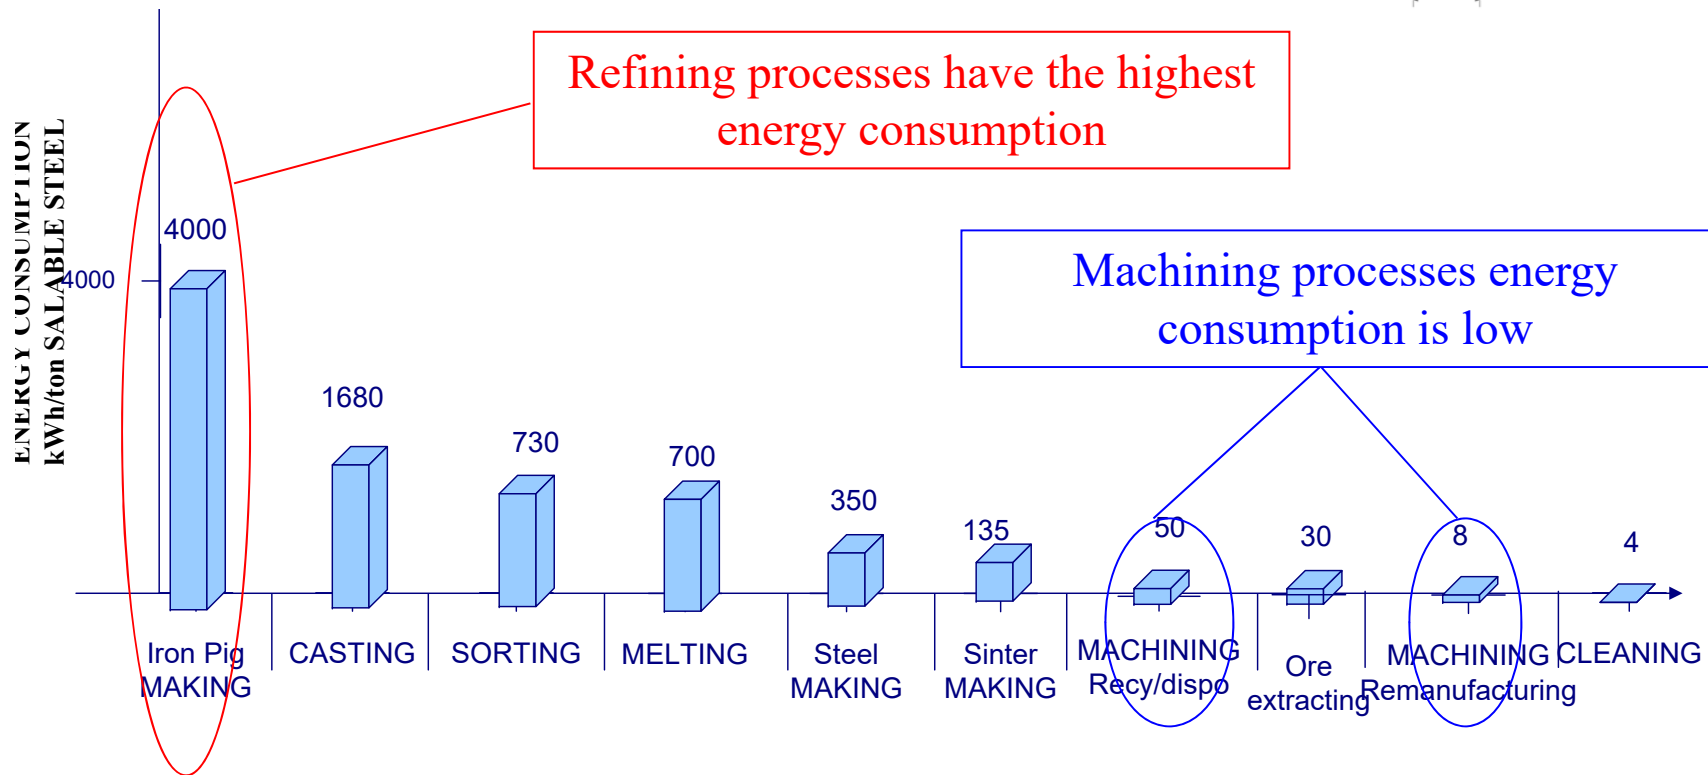 Refining processes have the highest
energy consumption
ENERGY CONSUMPTION
kWh/ton SALABLE STEEL
4000
4000
Machining processes energy
consumption is low
1680
730
700
350
135
50
30
8
4
Iron Pig
MAKING
CASTING
SORTING
MELTING
Steel
MAKING
Sinter
MAKING
MACHINING
Recy/dispo
Ore
extracting
MACHINING
Remanufacturing
CLEANING